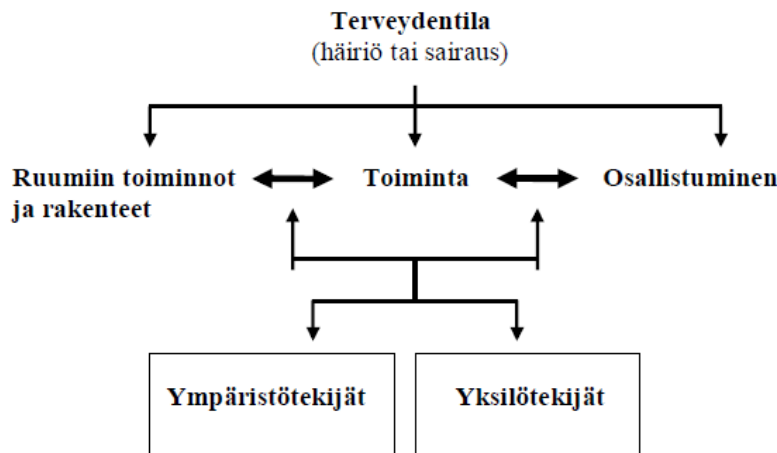 Terveydentila
(häiriö tai sairaus)
Ruumiin toiminnot
ja rakenteet
Toiminta
Osallistuminen
Ympäristötekijät
Yksilötekijät